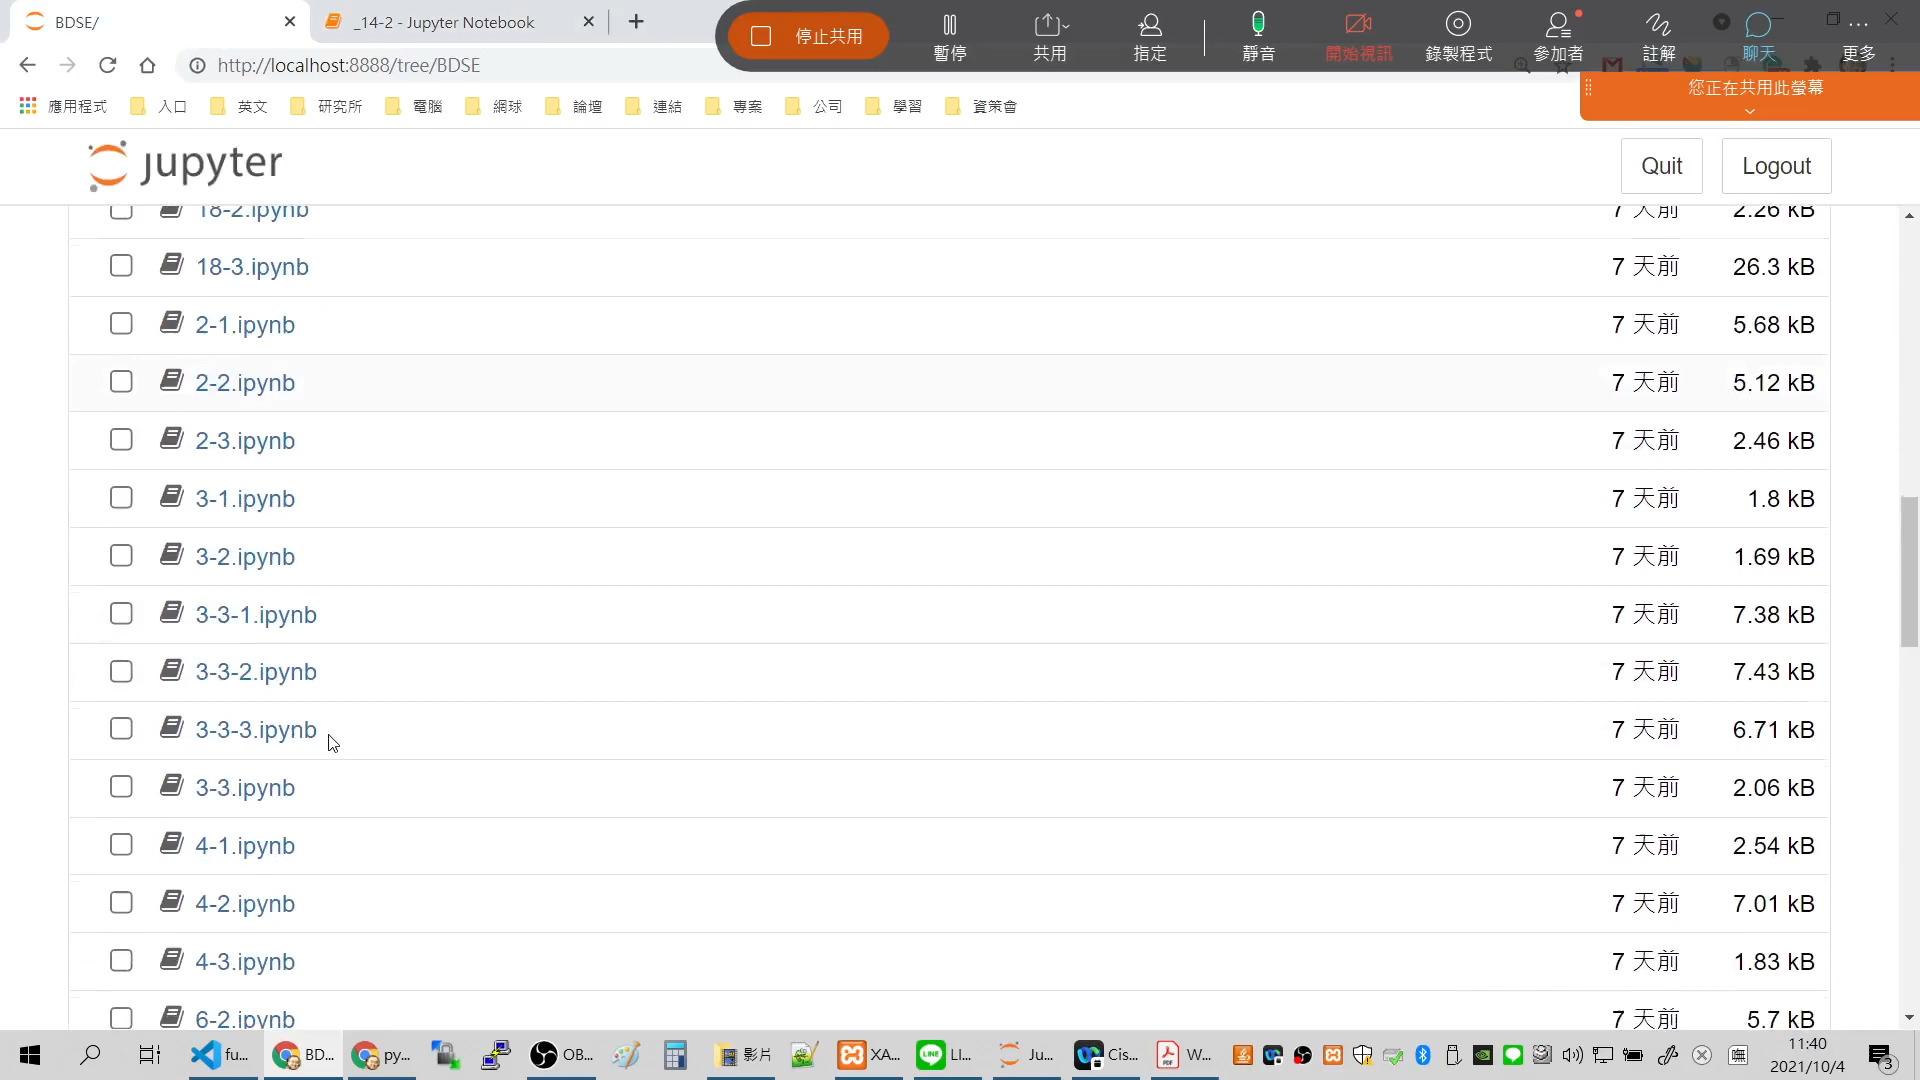 BDSE/
_14-2 - Jupyter Notebook
停止共用
暫停
共用
指定
靜音
開始視訊
錄製程式
參加者
註解
聊天
更多
http://localhost:8888/tree/BDSE
您正在共用此螢幕
應用程式
入口
英文
研究所
電腦
網球
論壇
連結
專案
公司
學習
資策會
jupyter
Quit
Logout
18-2.ipynb 7 天前 2.26 kB
18-3.ipynb 7 天前 26.3 kB
2-1.ipynb 7 天前 5.68 kB
2-2.ipynb 7 天前 5.12 kB
2-3.ipynb 7 天前 2.46 kB
3-1.ipynb 7 天前 1.8 kB
3-2.ipynb 7 天前 1.69 kB
3-3-1.ipynb 7 天前 7.38 kB
3-3-2.ipynb 7 天前 7.43 kB
3-3-3.ipynb 7 天前 6.71 kB
3-3.ipynb 7 天前 2.06 kB
4-1.ipynb 7 天前 2.54 kB
4-2.ipynb 7 天前 7.01 kB
4-3.ipynb 7 天前 1.83 kB
6-2.ipynb 7 天前 5.7 kB
fu...
BD...
py...
OB...
影片
XA...
LI...
Ju...
Cis...
W...
11:40
2021/10/4
3